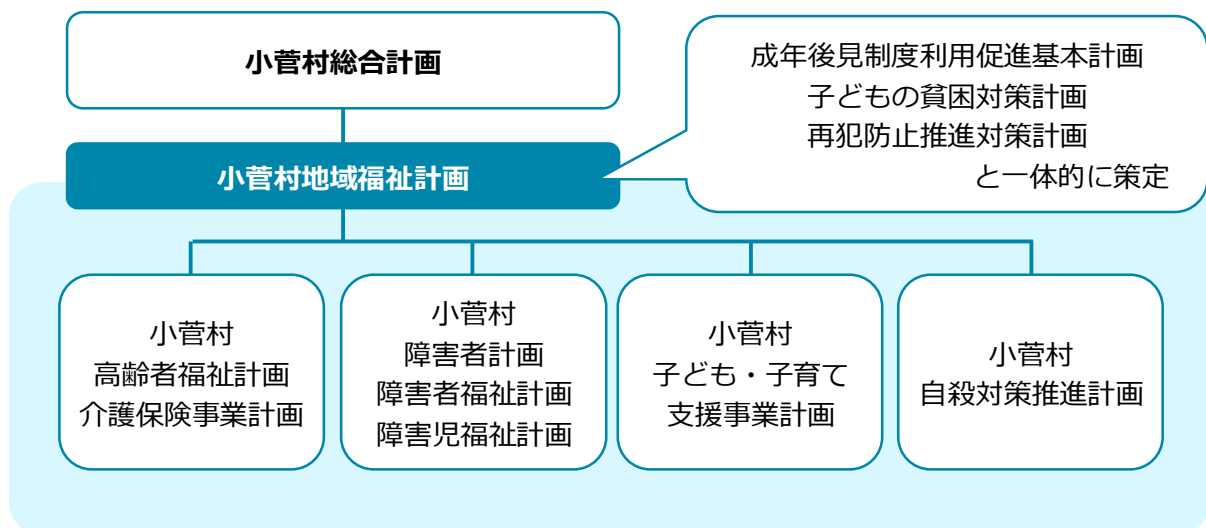 小菅村総合計画
成年後見制度利用促進基本計画
子どもの貧困対策計画
再犯防止推進対策計画
と一体的に策定
小菅村地域福祉計画
小菅村
高齢者福祉計画
介護保険事業計画
小菅村
障害者計画
障害者福祉計画
障害児福祉計画
小菅村
子ども・子育て
支援事業計画
小菅村
自殺対策推進計画